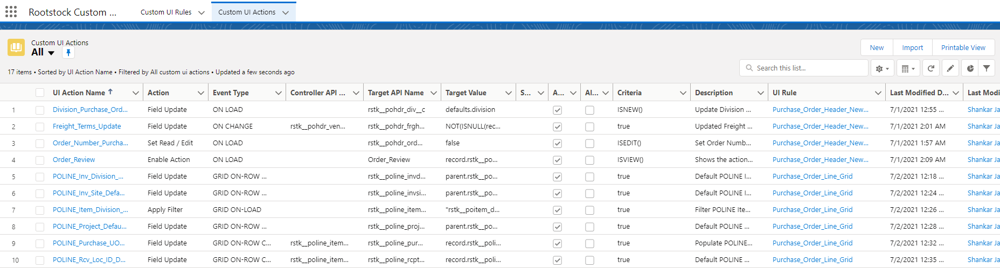 Rootstock Custom ... Custom UI Rules Custom UI Actions
Custom UI Actions
All
New Import Printable View
17 items • Sorted by UI Action Name • Filtered by All custom ui actions • Updated a few seconds ago
Search this list...
UI Action Name Action Event Type Controller API ... Target API Name Target Value S... A... Al... Criteria Description UI Rule Last Modified D... Last Modi
1 Division_Purchase_Ord... Field Update ON LOAD rstk__pohdr_div__c defaults.division ISNEW() Update Division ... Purchase_Order_Header_New... 7/1/2021 12:55 ... Shankar Ja
2 Freight_Terms_Update Field Update ON CHANGE rstk__pohdr_ven... rstk__pohdr_frgh... NOT(ISNULL(rec... true Updated Freight ... Purchase_Order_Header_New... 7/1/2021 2:01 AM Shankar Ja
3 Order_Number_Purcha... Set Read / Edit ON LOAD rstk__pohdr_ord... false ISEDIT() Set Order Numb... Purchase_Order_Header_New... 7/1/2021 1:57 AM Shankar Ja
4 Order_Review Enable Action ON LOAD Order_Review record.rstk__po... ISVIEW() Shows the action... Purchase_Order_Header_New... 7/1/2021 2:09 AM Shankar Ja
5 POLINE_Inv_Division_... Field Update GRID ON-ROW ... rstk__poline_invd... parent.rstk__po... true Default POLINE I... Purchase_Order_Line_Grid 7/2/2021 12:18 ... Shankar Ja
6 POLINE_Inv_Site_Defa... Field Update GRID ON-ROW ... rstk__poline_invsi... parent.rstk__po... true Default POLINE I... Purchase_Order_Line_Grid 7/2/2021 12:24 ... Shankar Ja
7 POLINE_Item_Division_... Apply Filter GRID ON-LOAD rstk__poline_item... "rstk__poitem_d... true Filter POLINE Ite... Purchase_Order_Line_Grid 7/2/2021 12:26 ... Shankar Ja
8 POLINE_Project_Defau... Field Update GRID ON-ROW ... rstk__poline_proj... parent.rstk__po... true Default POLINE ... Purchase_Order_Line_Grid 7/2/2021 12:28 ... Shankar Ja
9 POLINE_Purchase_UO... Field Update GRID ON-ROW C... rstk__poline_item... rstk__poline_pur... record.rstk__poli... true Populate POLINE... Purchase_Order_Line_Grid 7/2/2021 12:32 ... Shankar Ja
10 POLINE_Rcv_Loc_ID_D... Field Update GRID ON-ROW C... rstk__poline_item... rstk__poline_rcpt... record.rstk__poli... true Default POLINE ... Purchase_Order_Line_Grid 7/2/2021 12:35 ... Shankar Ja